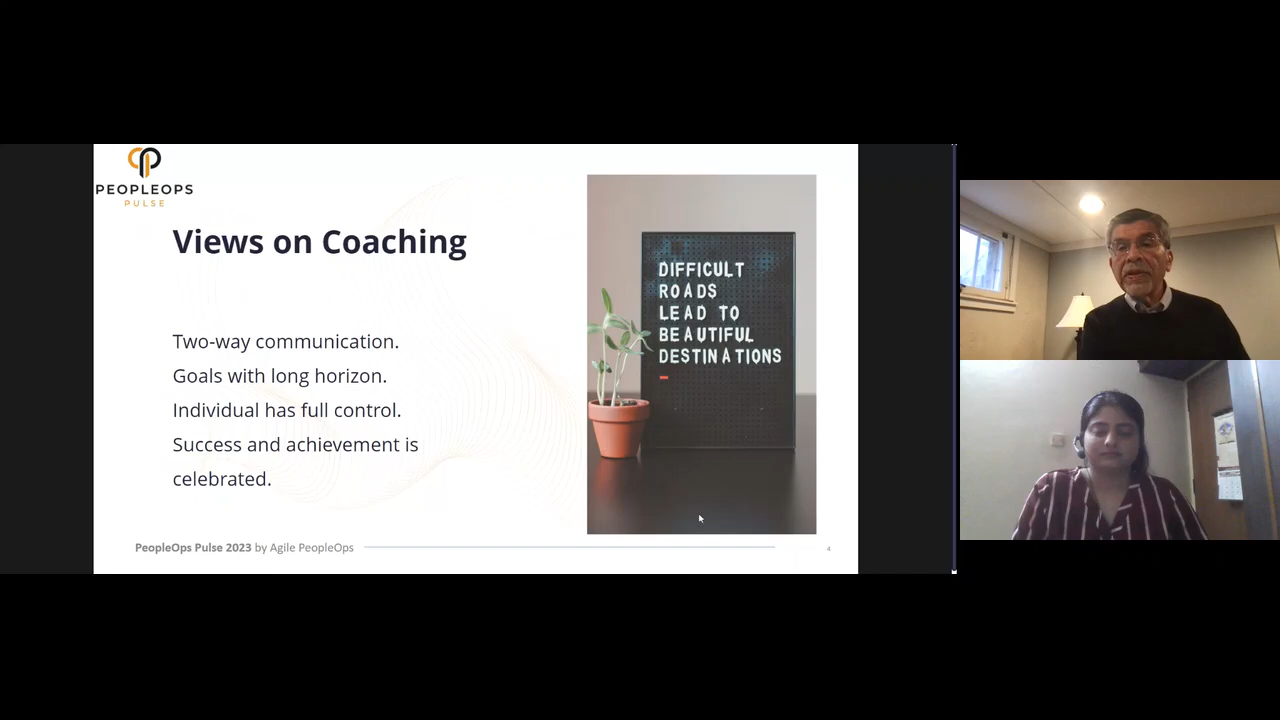 PEOPLEOPS
PULSE
Views on Coaching
Two-way communication.
Goals with long horizon.
Individual has full control.
Success and achievement is
celebrated.
DIFFICULT
ROADS
LEAD TO
BEAUTIFUL
DESTINATIONS
PeopleOps Pulse 2023 by Agile PeopleOps
4